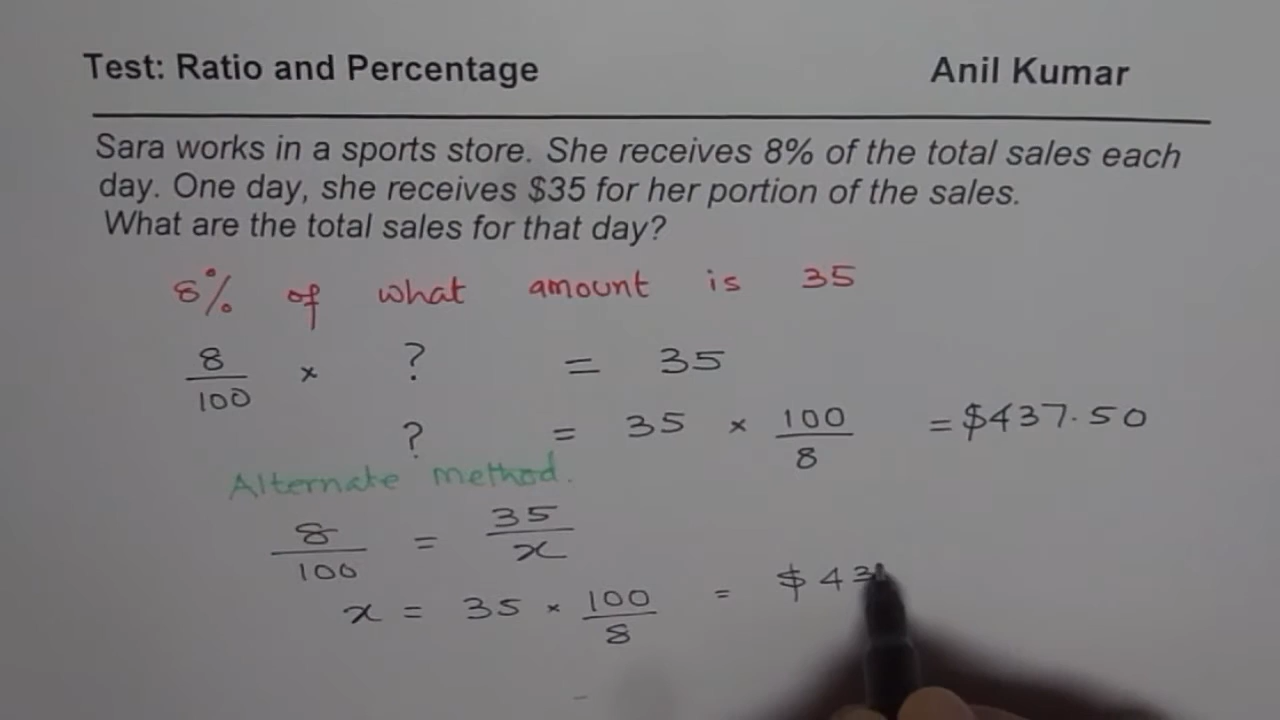 Test: Ratio and Percentage Anil Kumar
Sara works in a sports store. She receives 8% of the total sales each
day. One day, she receives $35 for her portion of the sales.
What are the total sales for that day?
8% of what amount is 35
8/100 × ? = 35
? = 35 × 100/8 = $437.50
Alternate method.
8/100 = 35/x
x = 35 × 100/8 = $43